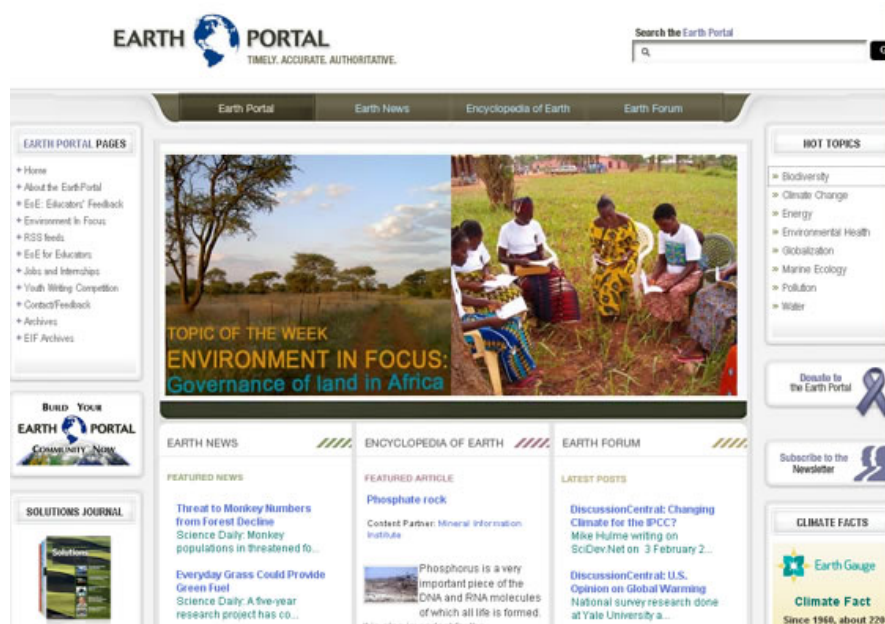 EARTH PORTAL
TIMELY. ACCURATE. AUTHORITATIVE.
Search the Earth Portal
Earth Portal
Earth News
Encyclopedia of Earth
Earth Forum
EARTH PORTAL PAGES
+ Home
+ About the EarthPortal
+ EoE: Educators' Feedback
+ Environment In Focus
+ RSS feeds
+ EoE for Educators
+ Jobs and Internships
+ Youth Writing Competition
+ Contact/Feedback
+ Archives
+ EIF Archives
BUILD YOUR
EARTH PORTAL
COMMUNITY NOW
SOLUTIONS JOURNAL
Solutions
TOPIC OF THE WEEK
ENVIRONMENT IN FOCUS:
Governance of land in Africa
EARTH NEWS
FEATURED NEWS
Threat to Monkey Numbers
from Forest Decline
Science Daily: Monkey
populations in threatened fo...
Everyday Grass Could Provide
Green Fuel
Science Daily: A five-year
research project has co...
ENCYCLOPEDIA OF EARTH
FEATURED ARTICLE
Phosphate rock
Content Partner: Mineral Information
Institute
Phosphorus is a very
important piece of the
DNA and RNA molecules
of which all life is formed.
EARTH FORUM
LATEST POSTS
DiscussionCentral: Changing
Climate for the IPCC?
Mike Hulme writing on
SciDev.Net on 3 February 2...
DiscussionCentral: U.S.
Opinion on Global Warming
National survey research done
at Yale University a...
HOT TOPICS
» Biodiversity
» Climate Change
» Energy
» Environmental Health
» Globalization
» Marine Ecology
» Pollution
» Water
Donate to
the Earth Portal
Subscribe to the
Newsletter
CLIMATE FACTS
Earth Gauge
Climate Fact
Since 1960, about 220